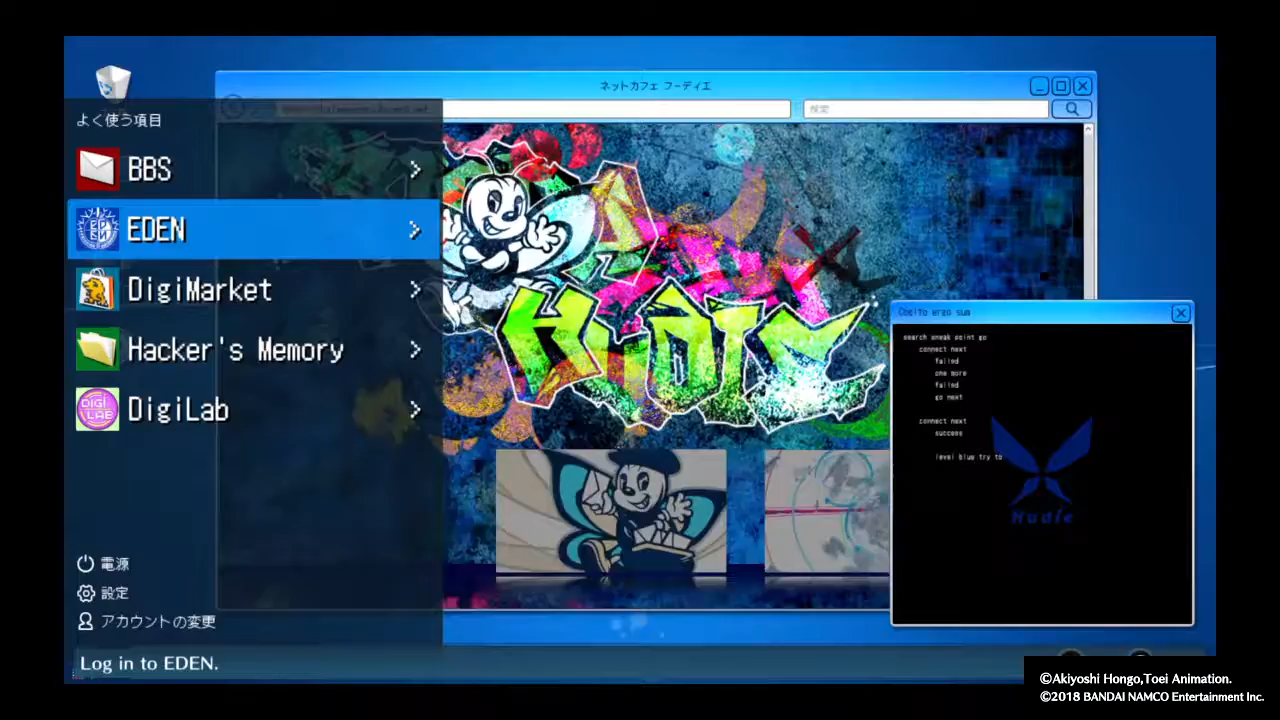 ネットカフェ フーディエ
検索
よく使う項目
BBS
EDEN
DigiMarket
Hacker's Memory
DigiLab
DIGI LAB
Hudie
Cogito ergo sum
search sneak point go
connect next
failed
one more
failed
go next
connect next
success
level blue try to
Hudie
電源
設定
アカウントの変更
Log in to EDEN.
©Akiyoshi Hongo,Toei Animation.
©2018 BANDAI NAMCO Entertainment Inc.